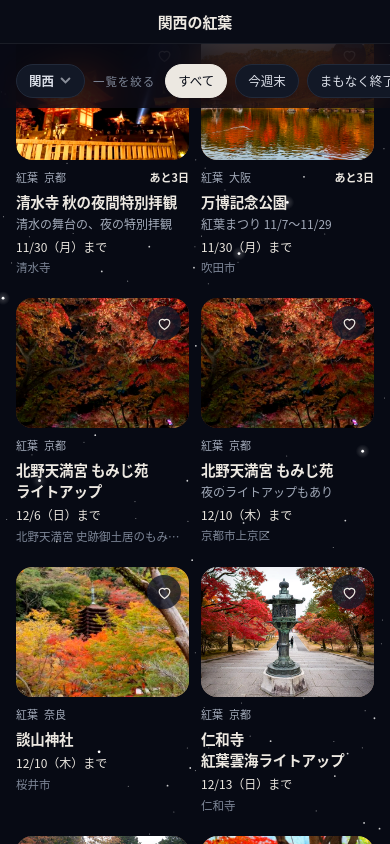 関西の紅葉
関西
一覧を絞る
すべて
今週末
まもなく終了
紅葉 京都
あと3日
清水寺 秋の夜間特別拝観
清水の舞台の、夜の特別拝観
11/30（月）まで
清水寺
紅葉 大阪
あと3日
万博記念公園
紅葉まつり 11/7〜11/29
11/30（月）まで
吹田市
紅葉 京都
北野天満宮 もみじ苑
ライトアップ
12/6（日）まで
北野天満宮 史跡御土居のもみ…
紅葉 京都
北野天満宮 もみじ苑
夜のライトアップもあり
12/10（木）まで
京都市上京区
紅葉 奈良
談山神社
12/10（木）まで
桜井市
紅葉 京都
仁和寺
紅葉雲海ライトアップ
12/13（日）まで
仁和寺